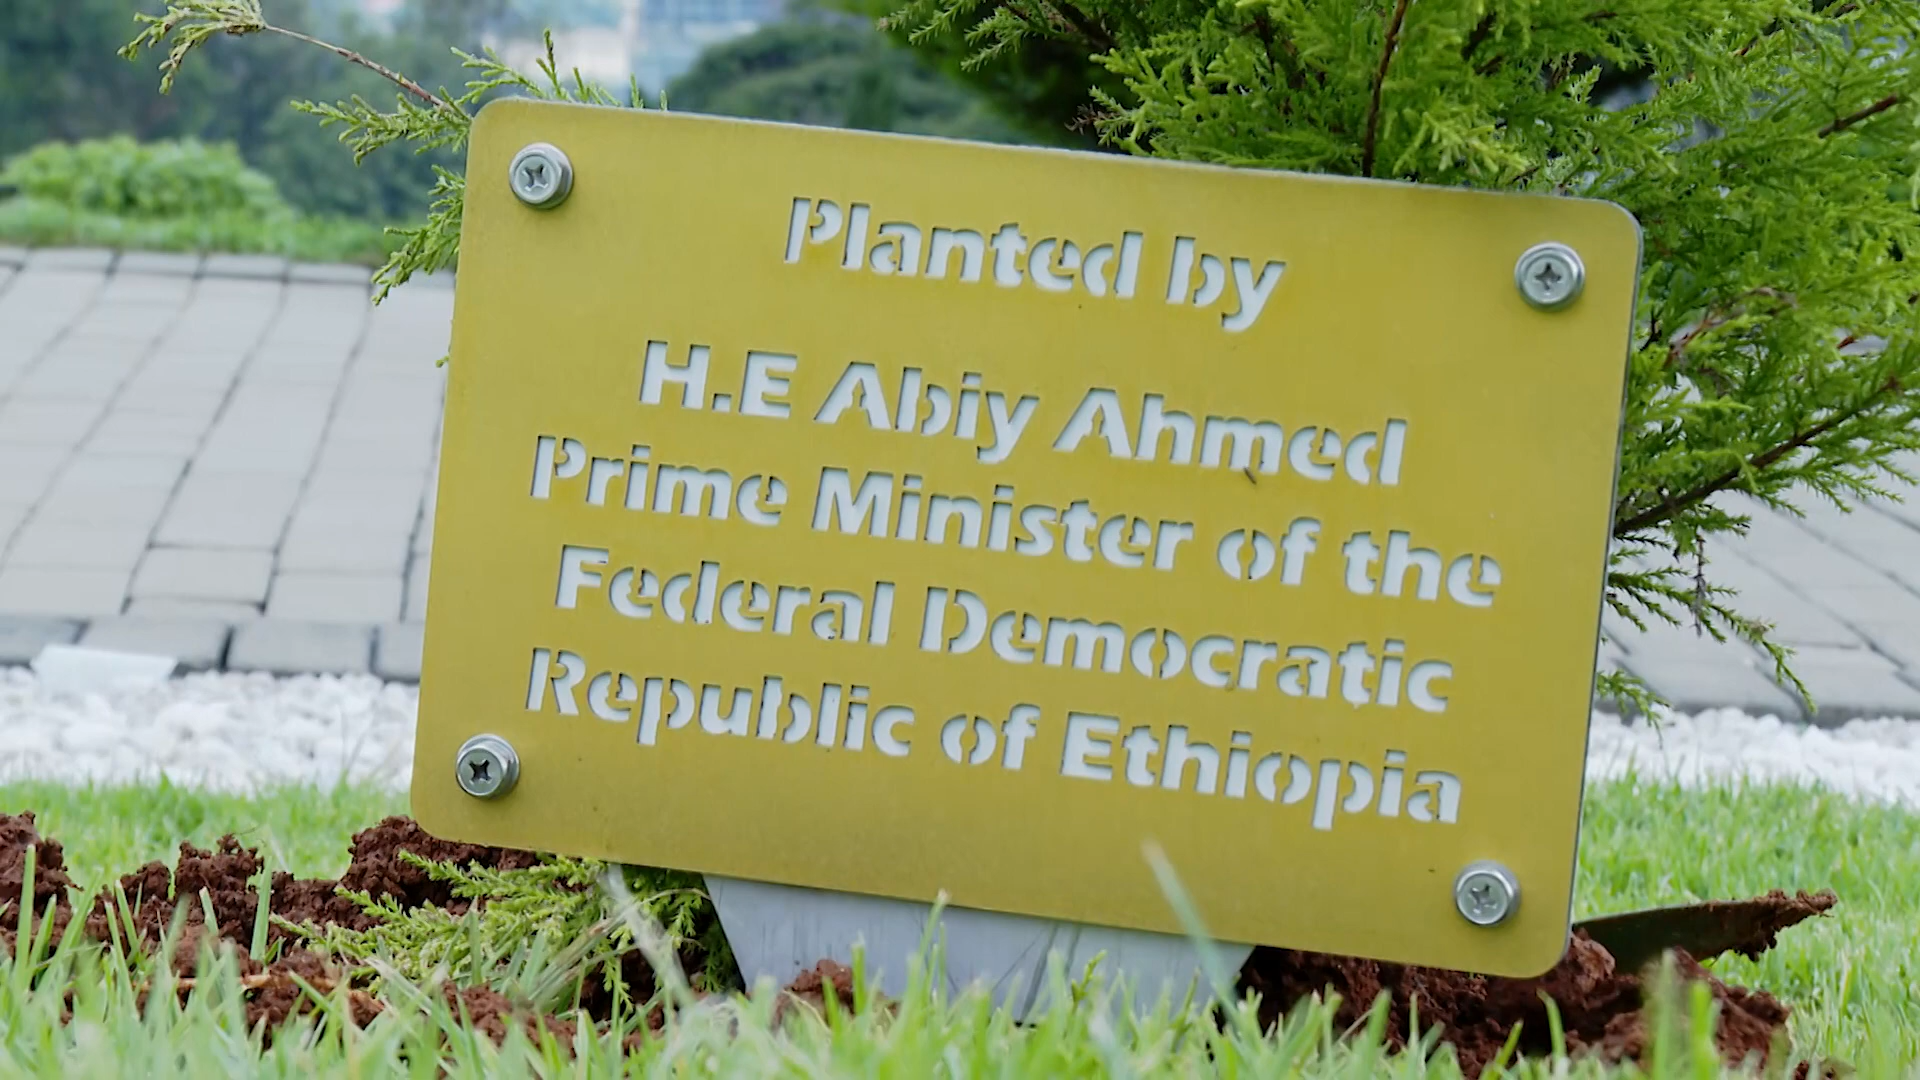 Planted by
H.E Abiy Ahmed
Prime Minister of the
Federal Democratic
Republic of Ethiopia